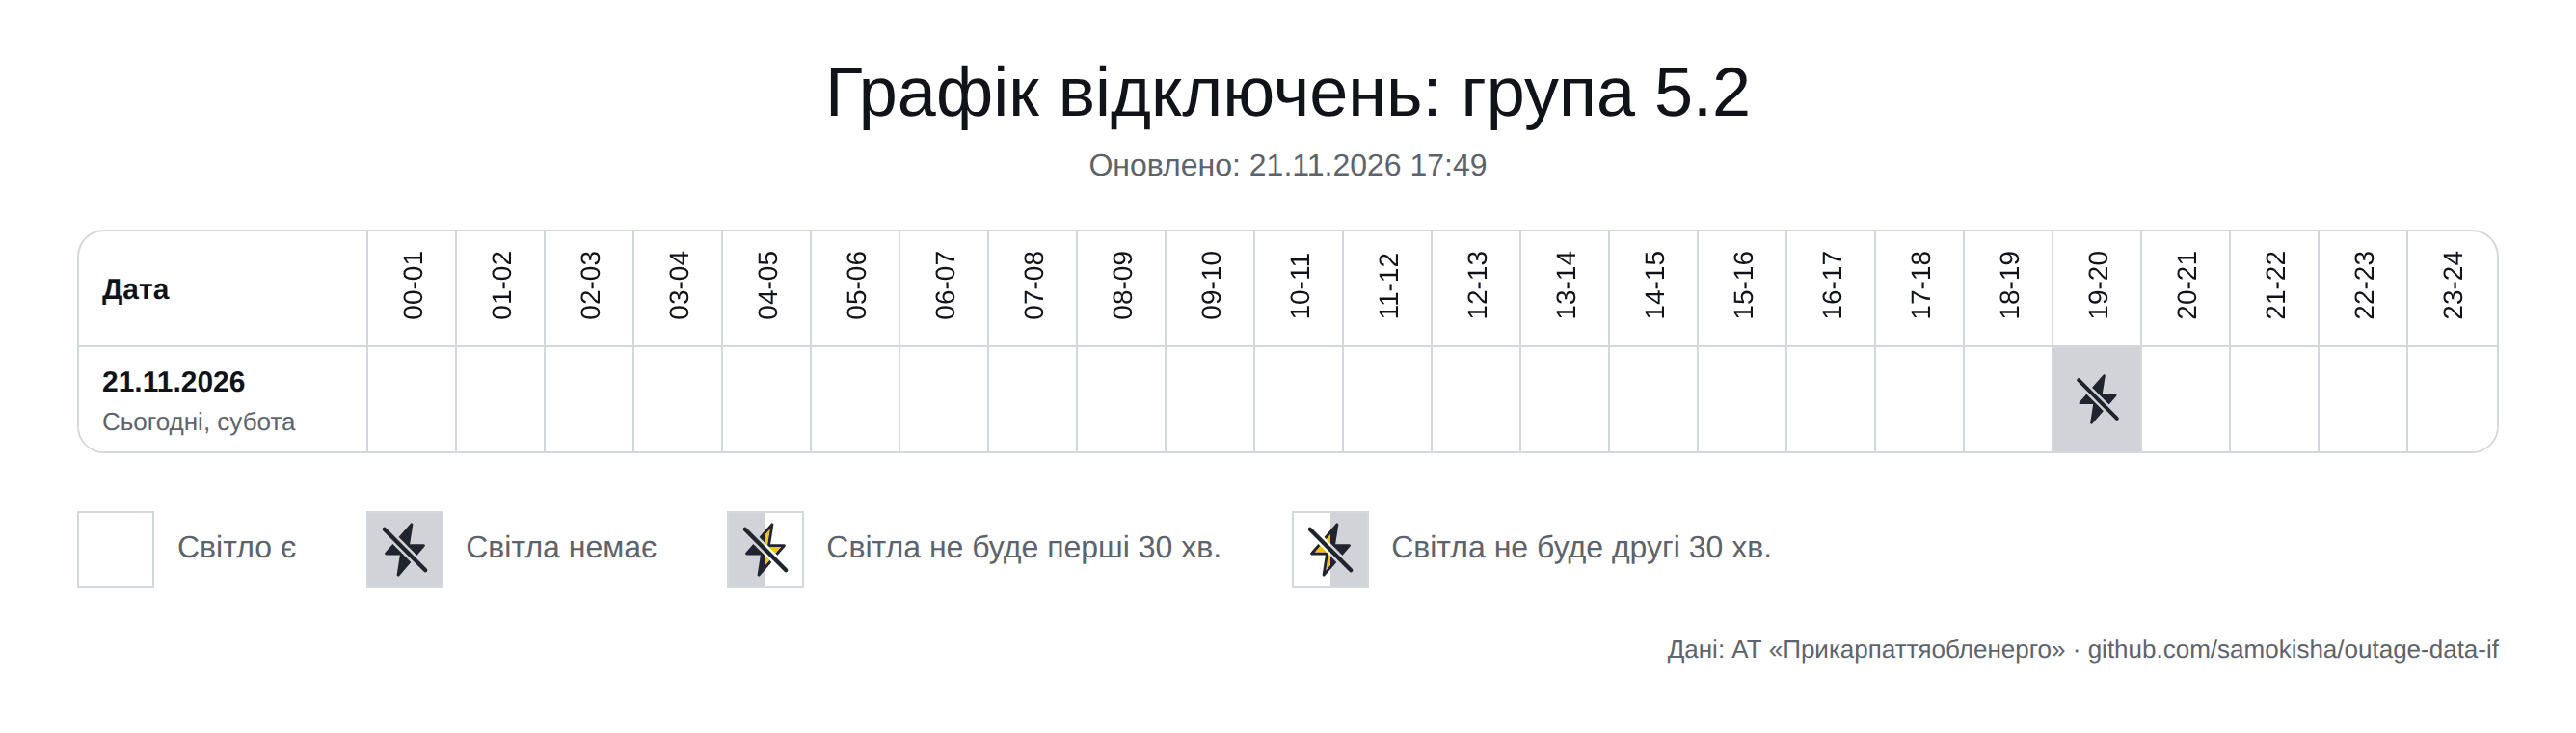 Графік відключень: група 5.2
Оновлено: 21.11.2026 17:49
Дата 00-01 01-02 02-03 03-04 04-05 05-06 06-07 07-08 08-09 09-10 10-11 11-12 12-13 13-14 14-15 15-16 16-17 17-18 18-19 19-20 20-21 21-22 22-23 23-24
21.11.2026
Сьогодні, субота
Світло є Світла немає Світла не буде перші 30 хв. Світла не буде другі 30 хв.
Дані: АТ «Прикарпаттяобленерго» · github.com/samokisha/outage-data-if